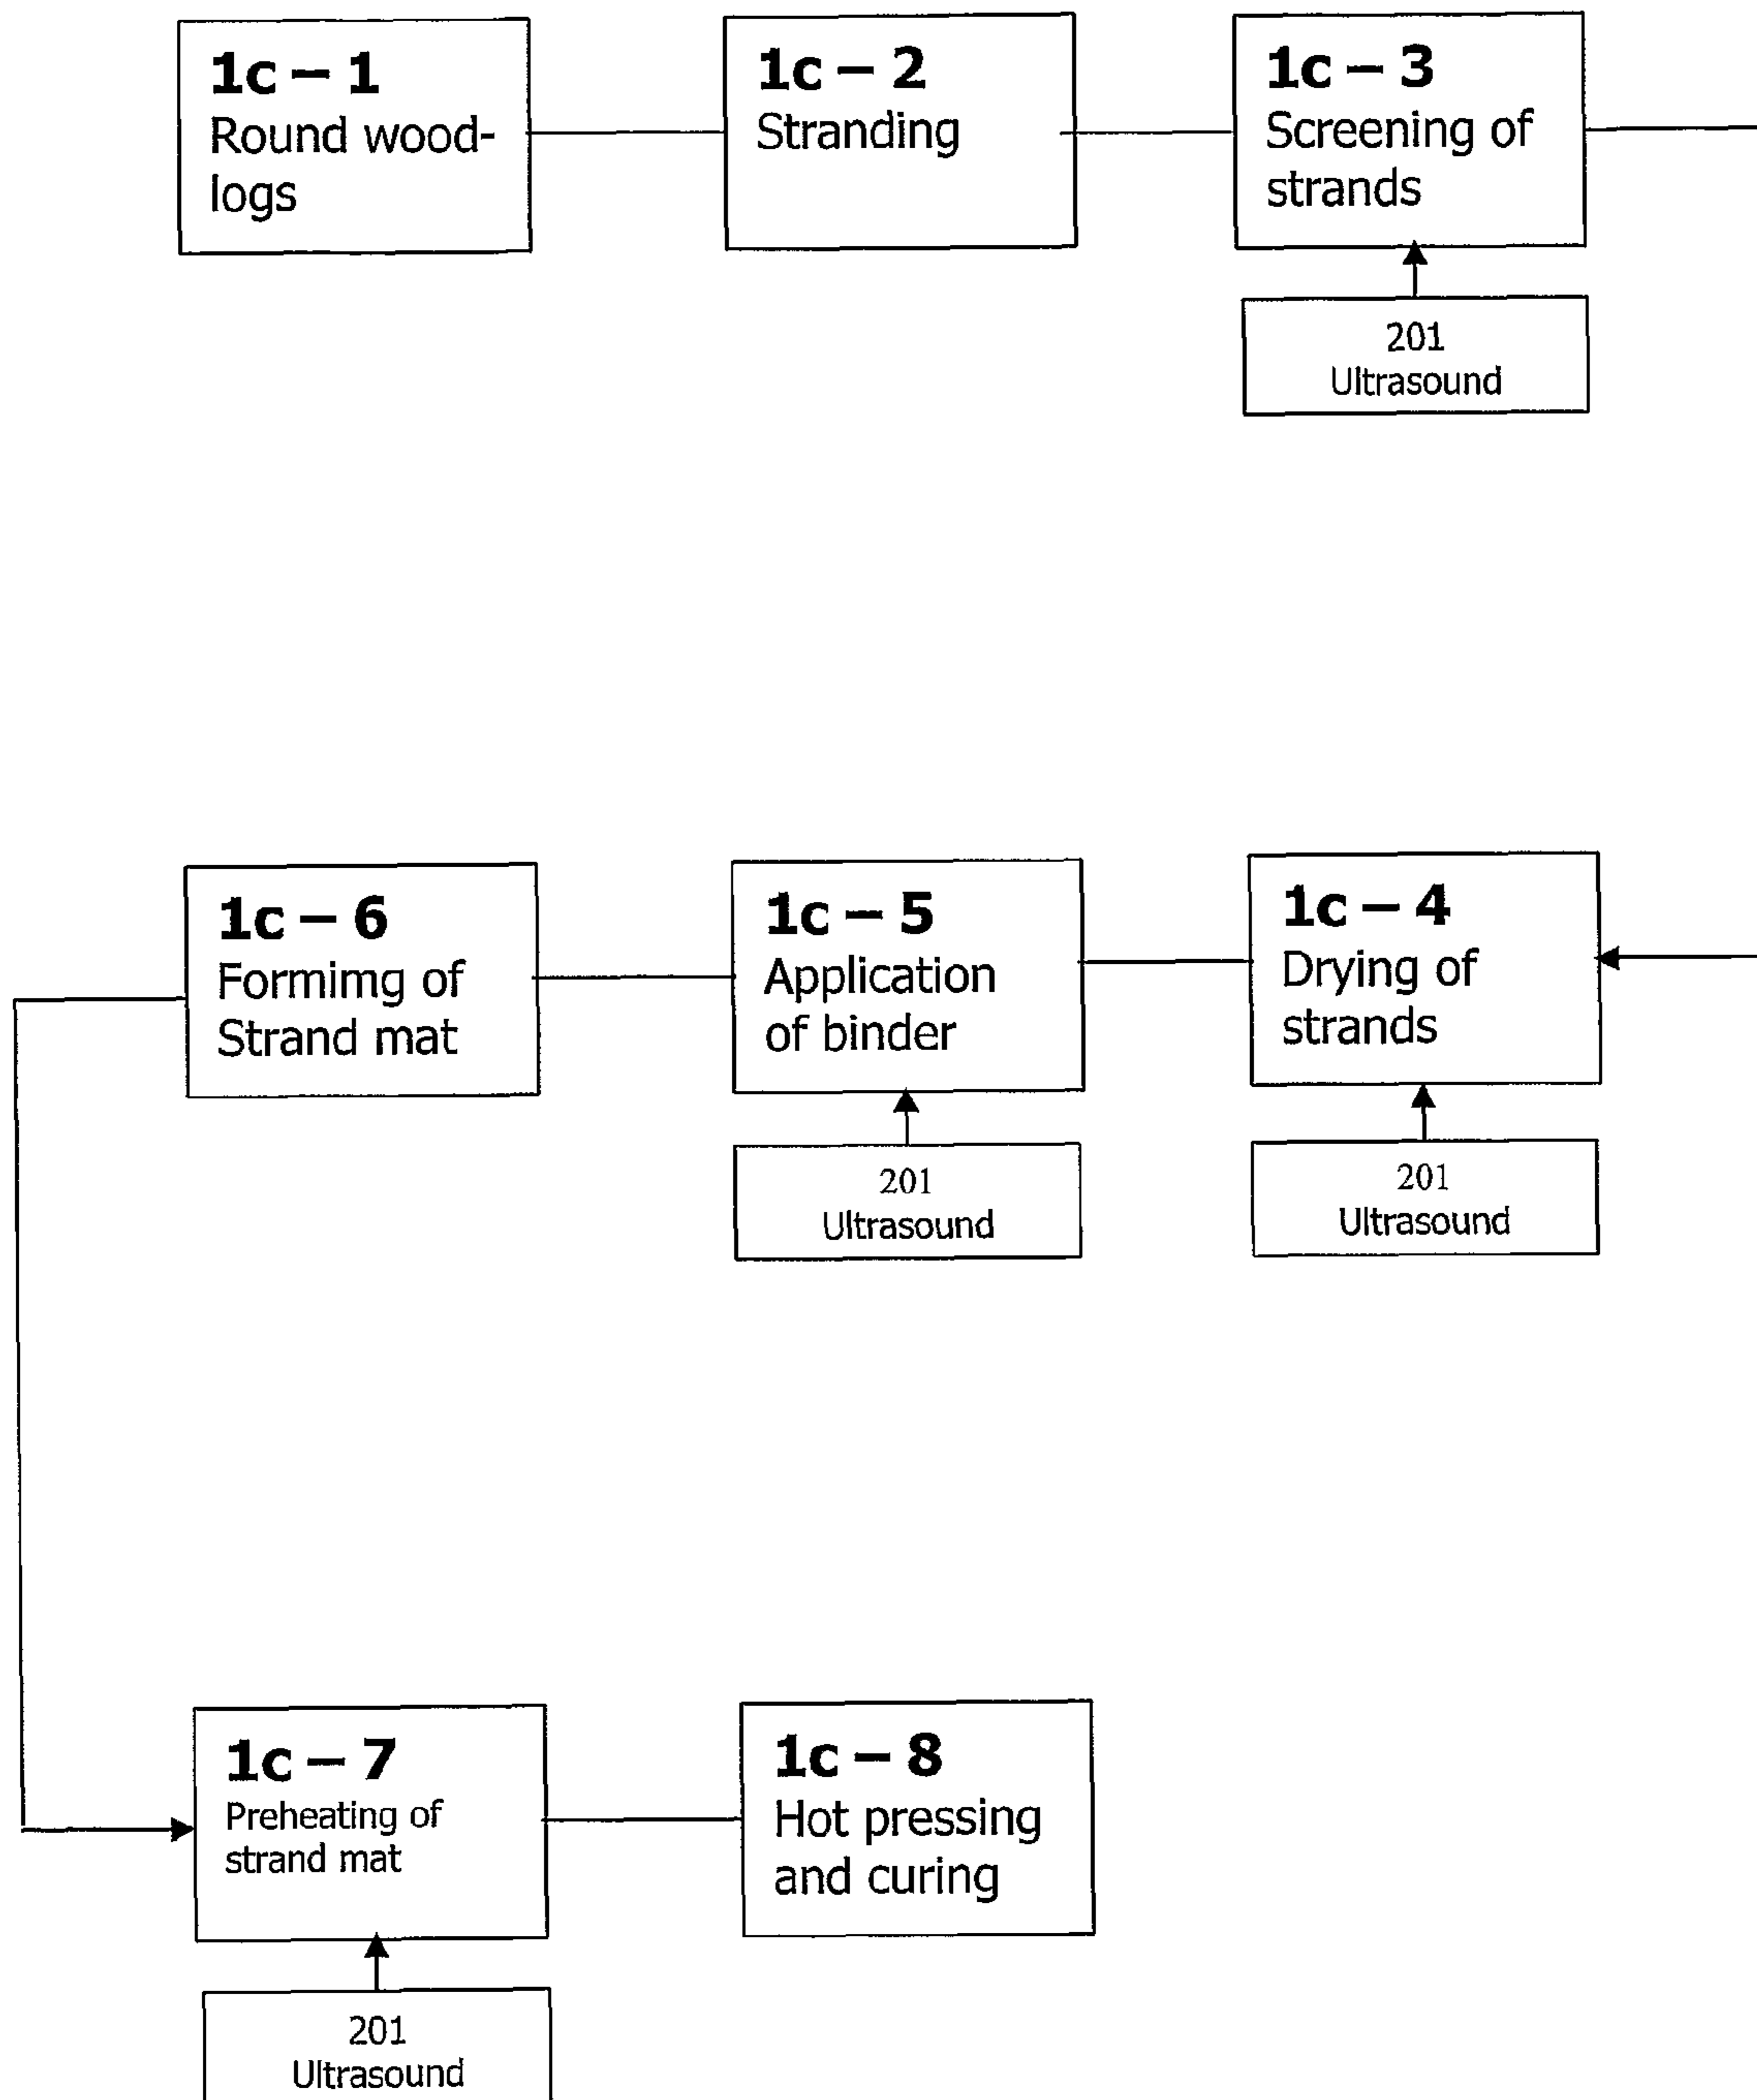 1c – 1
Round wood-
logs
1c – 2
Stranding
1c – 3
Screening of
strands
201
Ultrasound
1c – 4
Drying of
strands
201
Ultrasound
1c – 5
Application
of binder
201
Ultrasound
1c – 6
Formimg of
Strand mat
1c – 7
Preheating of
strand mat
201
Ultrasound
1c – 8
Hot pressing
and curing